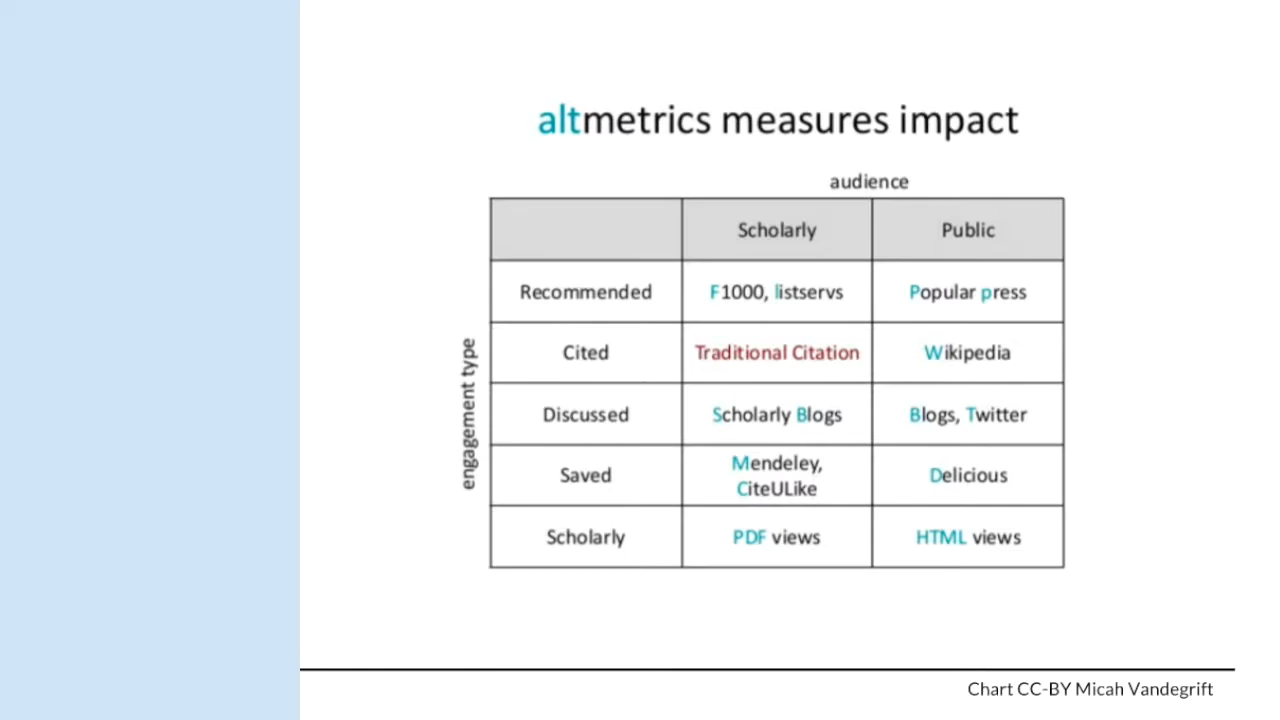 altmetrics measures impact
audience
Scholarly Public
Recommended F1000, listservs Popular press
engagement type
Cited Traditional Citation Wikipedia
Discussed Scholarly Blogs Blogs, Twitter
Saved Mendeley, CiteULike Delicious
Scholarly PDF views HTML views
Chart CC-BY Micah Vandegrift